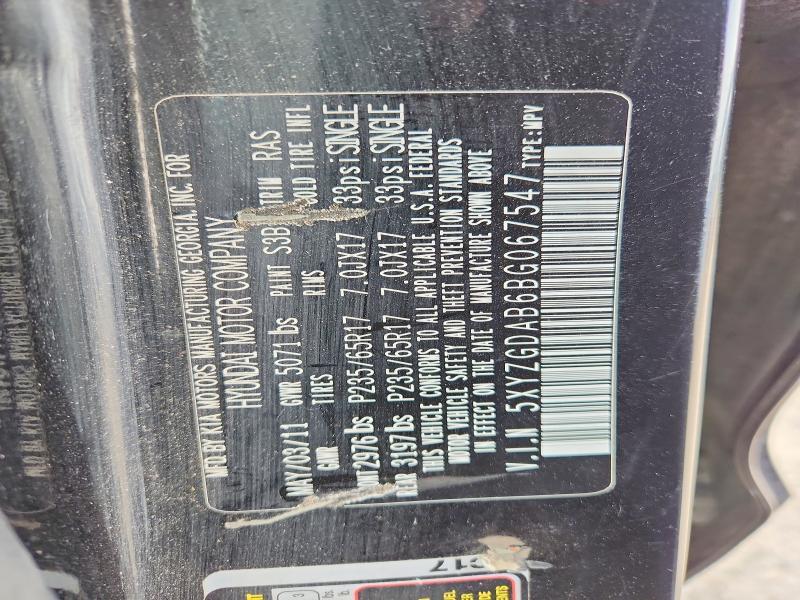 MFD BY KIA MOTORS MANUFACTURING GEORGIA, INC. FOR
HYUNDAI MOTOR COMPANY
MAY/03/11 GVWR 5071 lbs PAINT S3B TRIM RAS
GAWR TIRES RIMS COLD TIRE INFL
2976 lbs P235/65R17 7.0JX17 33psi SINGLE
REAR 3197 lbs P235/65R17 7.0JX17 33psi SINGLE
THIS VEHICLE CONFORMS TO ALL APPLICABLE U.S.A. FEDERAL
MOTOR VEHICLE SAFETY AND THEFT PREVENTION STANDARDS
IN EFFECT ON THE DATE OF MANUFACTURE SHOWN ABOVE
V.I.N 5XYZGDAB6BG067547 TYPE:MPV
217